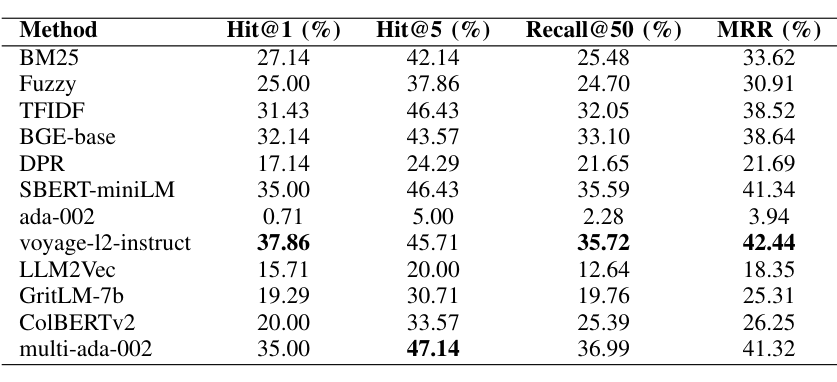 Method Hit@1 (%) Hit@5 (%) Recall@50 (%) MRR (%)
BM25 27.14 42.14 25.48 33.62
Fuzzy 25.00 37.86 24.70 30.91
TFIDF 31.43 46.43 32.05 38.52
BGE-base 32.14 43.57 33.10 38.64
DPR 17.14 24.29 21.65 21.69
SBERT-miniLM 35.00 46.43 35.59 41.34
ada-002 0.71 5.00 2.28 3.94
voyage-l2-instruct 37.86 45.71 35.72 42.44
LLM2Vec 15.71 20.00 12.64 18.35
GritLM-7b 19.29 30.71 19.76 25.31
ColBERTv2 20.00 33.57 25.39 26.25
multi-ada-002 35.00 47.14 36.99 41.32